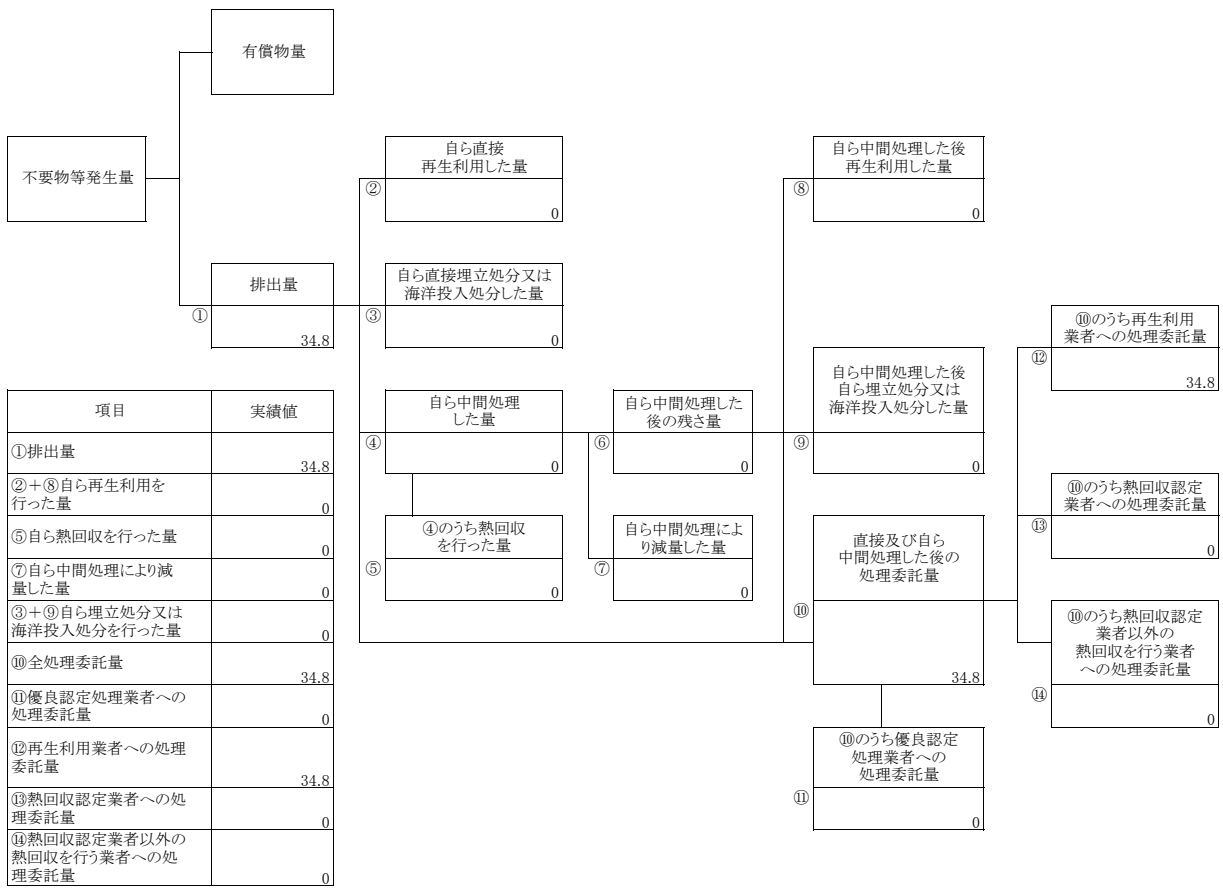 有償物量
不要物等発生量
排出量
①
34.8
自ら直接
再生利用した量
②
0
自ら直接埋立処分又は
海洋投入処分した量
③
0
自ら中間処理
した量
④
0
④のうち熱回収
を行った量
⑤
0
自ら中間処理した
後の残さ量
⑥
0
自ら中間処理によ
り減量した量
⑦
0
自ら中間処理した後
再生利用した量
⑧
0
自ら中間処理した後
自ら埋立処分又は
海洋投入処分した量
⑨
0
直接及び自ら
中間処理した後の
処理委託量
⑩
34.8
⑩のうち優良認定
処理業者への
処理委託量
⑪
0
⑩のうち再生利用
業者への処理委託量
⑫
34.8
⑩のうち熱回収認定
業者への処理委託量
⑬
0
⑩のうち熱回収認定
業者以外の
熱回収を行う業者
への処理委託量
⑭
0
項目 実績値
①排出量
34.8
②+⑧自ら再生利用を
行った量
0
⑤自ら熱回収を行った量
0
⑦自ら中間処理により減
量した量
0
③+⑨自ら埋立処分又は
海洋投入処分を行った量
0
⑩全処理委託量
34.8
⑪優良認定処理業者への
処理委託量
0
⑫再生利用業者への処理
委託量
34.8
⑬熱回収認定業者への処
理委託量
0
⑭熱回収認定業者以外の
熱回収を行う業者への処
理委託量
0